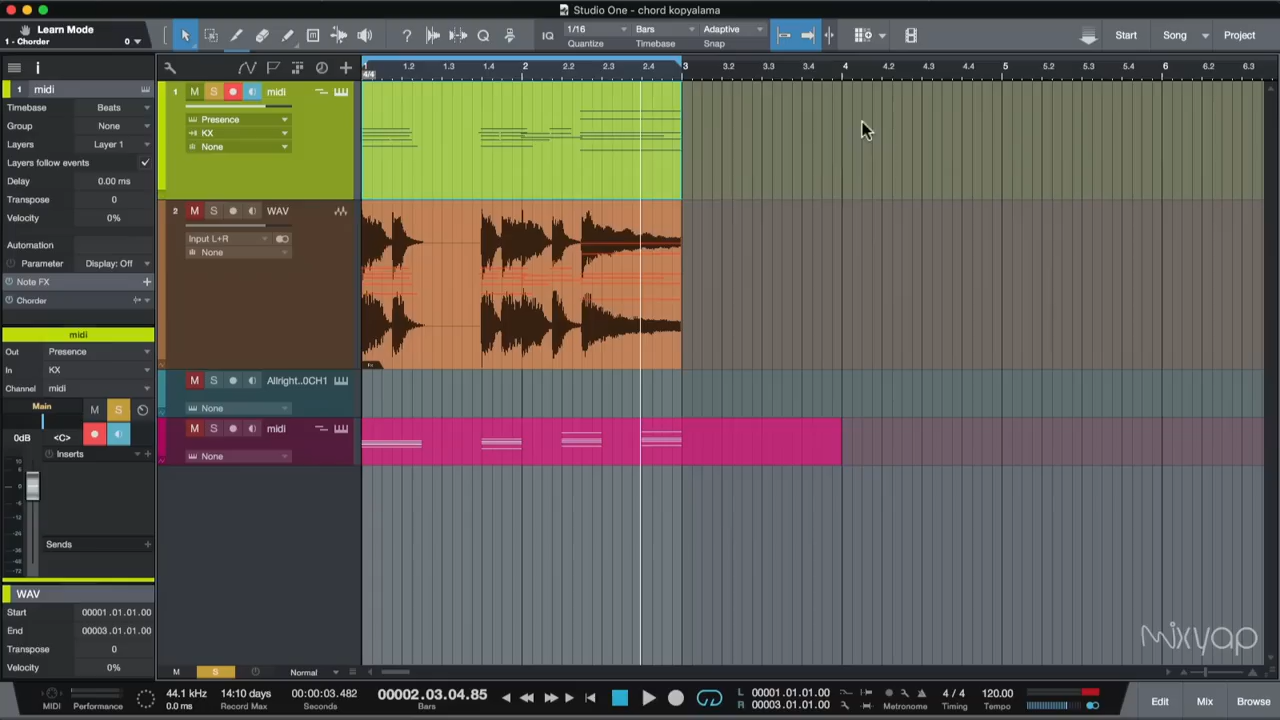 Studio One - chord kopyalama
Learn Mode
1 - Chorder 0
IQ 1/16 Bars Adaptive
Quantize Timebase Snap
Start Song Project
i
1 midi
Timebase Beats
Group None
Layers Layer 1
Layers follow events
Delay 0.00 ms
Transpose 0
Velocity 0%
Automation
Parameter Display: Off
Note FX
Chorder
midi
Out Presence
In KX
Channel midi
Main M S
0dB <C>
Inserts
Sends
WAV
Start 00001.01.01.00
End 00003.01.01.00
Transpose 0
Velocity 0%
1 1.2 1.3 1.4 2 2.2 2.3 2.4 3 3.2 3.3 3.4 4 4.2 4.3 4.4 5 5.2 5.3 5.4 6 6.2 6.3
4/4
1 M S midi
Presence
KX
None
2 M S WAV
Input L+R
None
M S Allright..0CH1
None
M S midi
None
M S Normal
mixyap
MIDI Performance
44.1 kHz
0.0 ms
14:10 days
Record Max
00:00:03.482
Seconds
00002.03.04.85
Bars
L 00001.01.01.00
R 00003.01.01.00
Metronome
4 / 4
Timing
120.00
Tempo
Edit Mix Browse